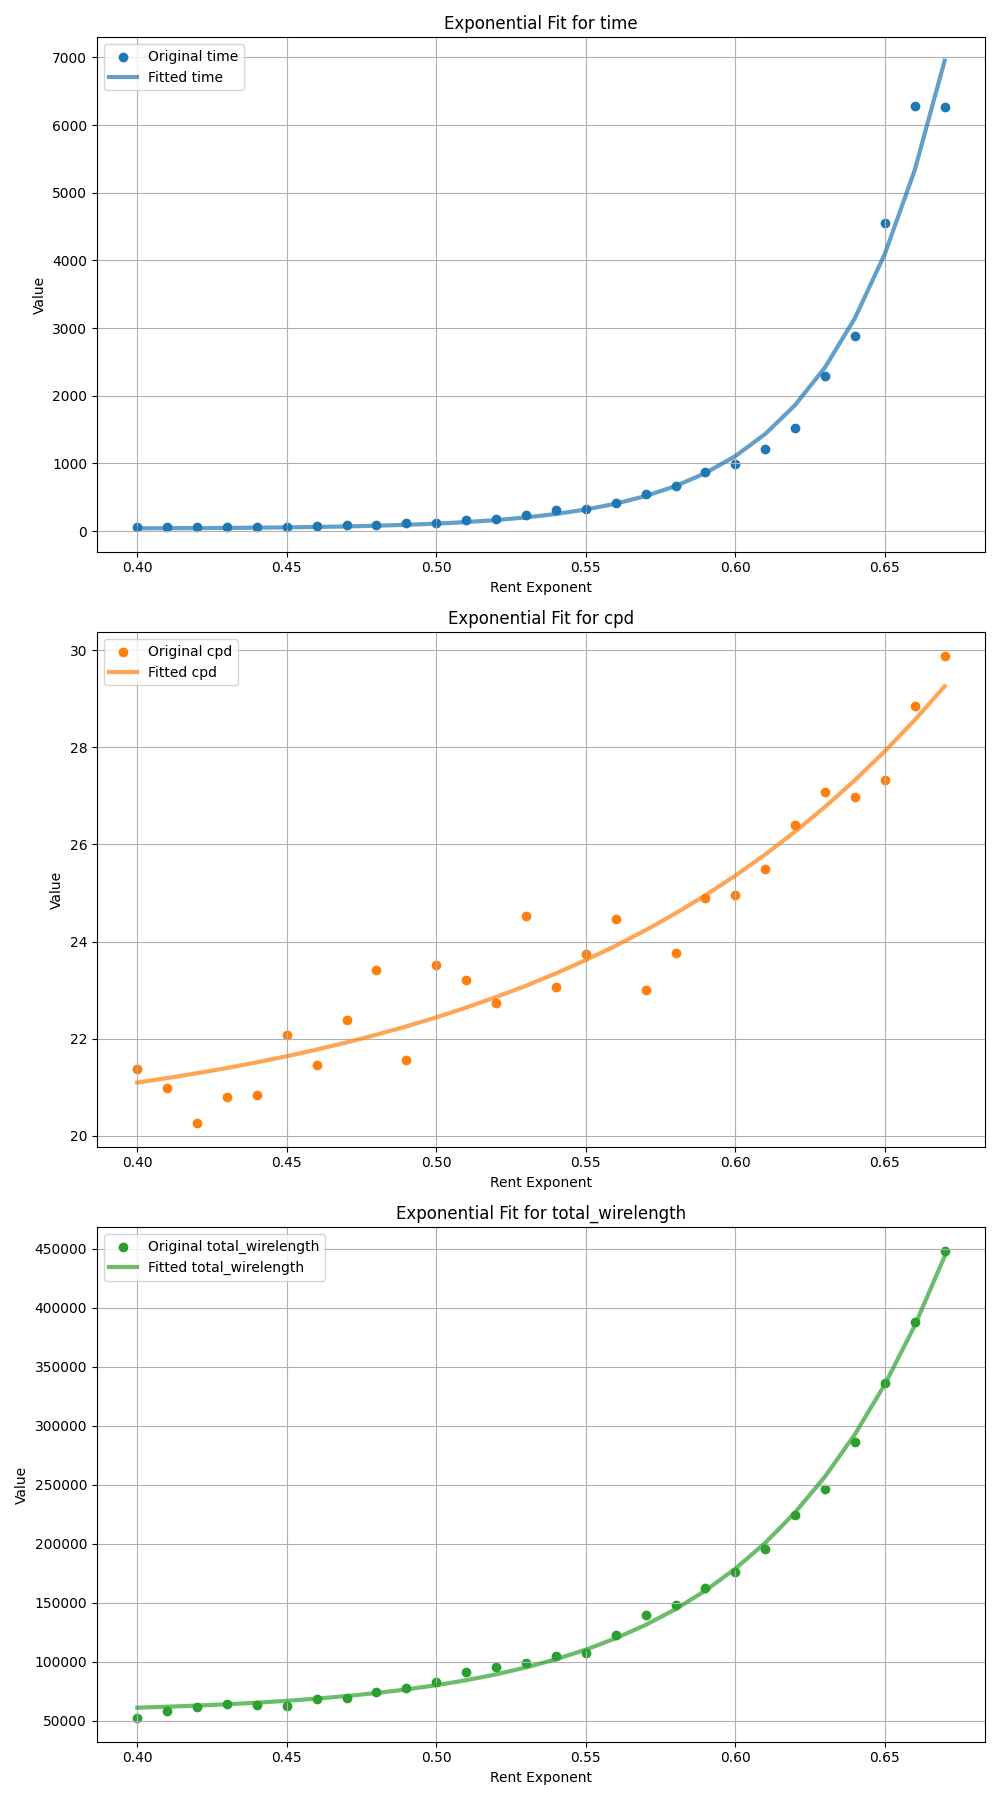 Exponential Fit for time
Original time
Fitted time
7000
6000
5000
4000
3000
2000
1000
0
Value
0.40 0.45 0.50 0.55 0.60 0.65
Rent Exponent
Exponential Fit for cpd
Original cpd
Fitted cpd
30
28
26
24
22
20
Value
0.40 0.45 0.50 0.55 0.60 0.65
Rent Exponent
Exponential Fit for total_wirelength
Original total_wirelength
Fitted total_wirelength
450000
400000
350000
300000
250000
200000
150000
100000
50000
Value
0.40 0.45 0.50 0.55 0.60 0.65
Rent Exponent